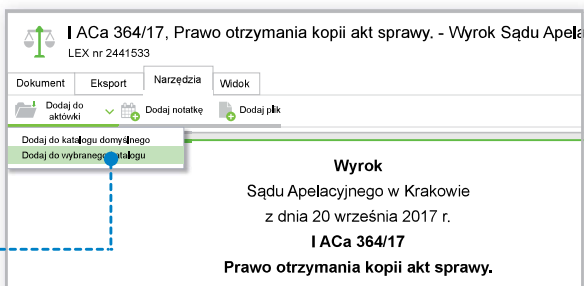 I ACa 364/17, Prawo otrzymania kopii akt sprawy. - Wyrok Sądu Apela
LEX nr 2441533
Dokument Eksport Narzędzia Widok
Dodaj do aktówki Dodaj notatkę Dodaj plik
Dodaj do katalogu domyślnego
Dodaj do wybranego katalogu
Wyrok
Sądu Apelacyjnego w Krakowie
z dnia 20 września 2017 r.
I ACa 364/17
Prawo otrzymania kopii akt sprawy.